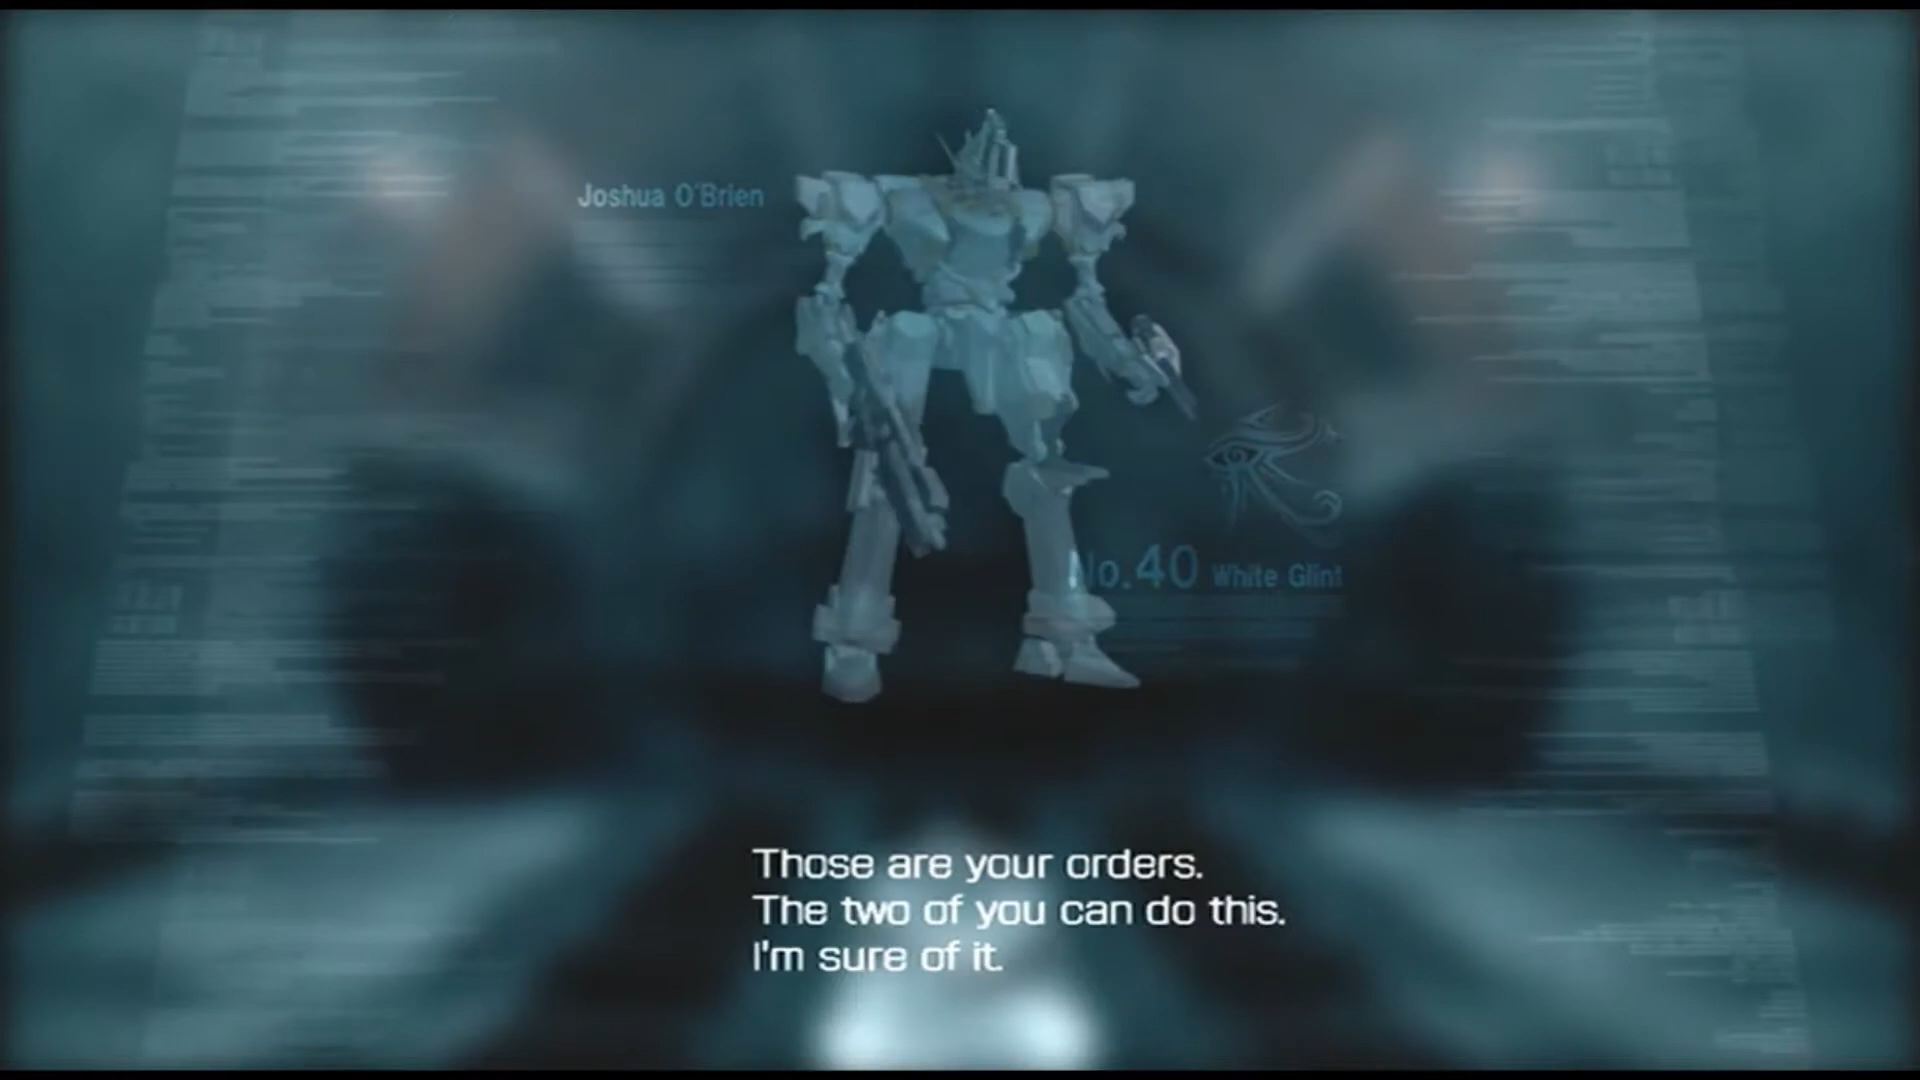 Joshua O'Brien
No.40 White Glint
Those are your orders.
The two of you can do this.
I'm sure of it.